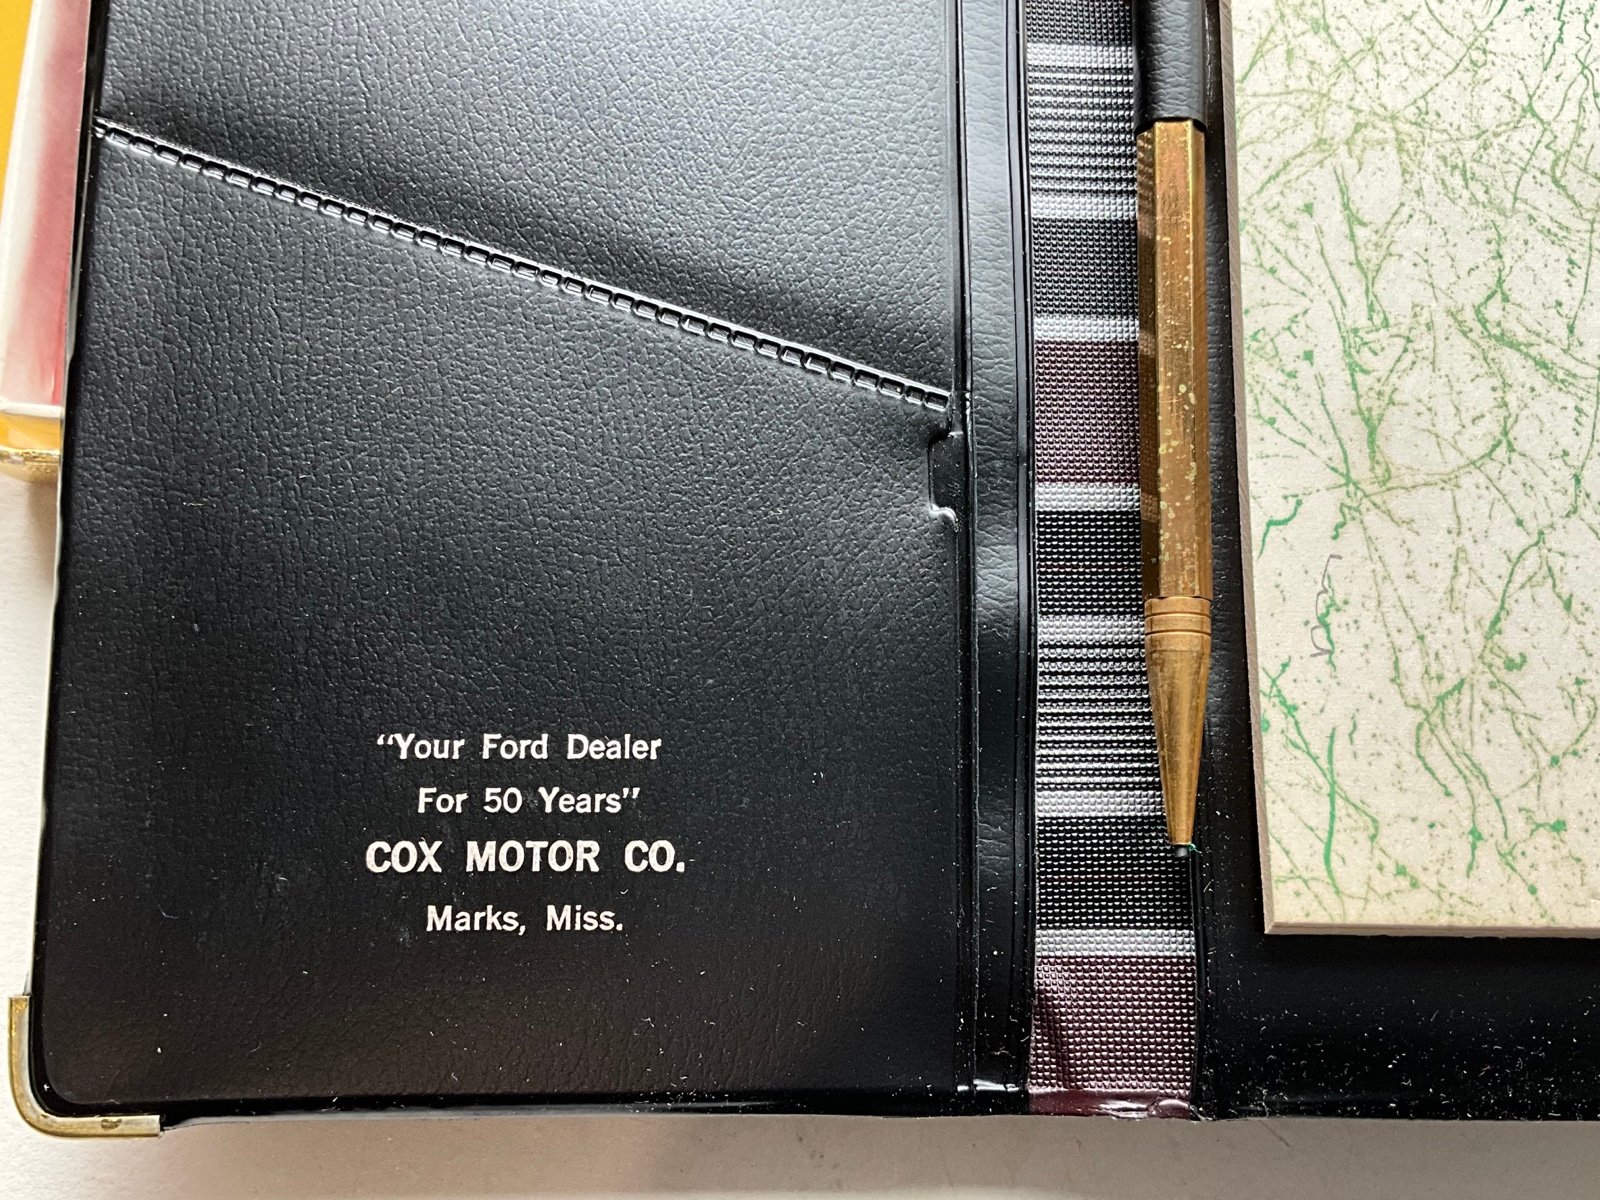 “Your Ford Dealer
For 50 Years”
COX MOTOR CO.
Marks, Miss.